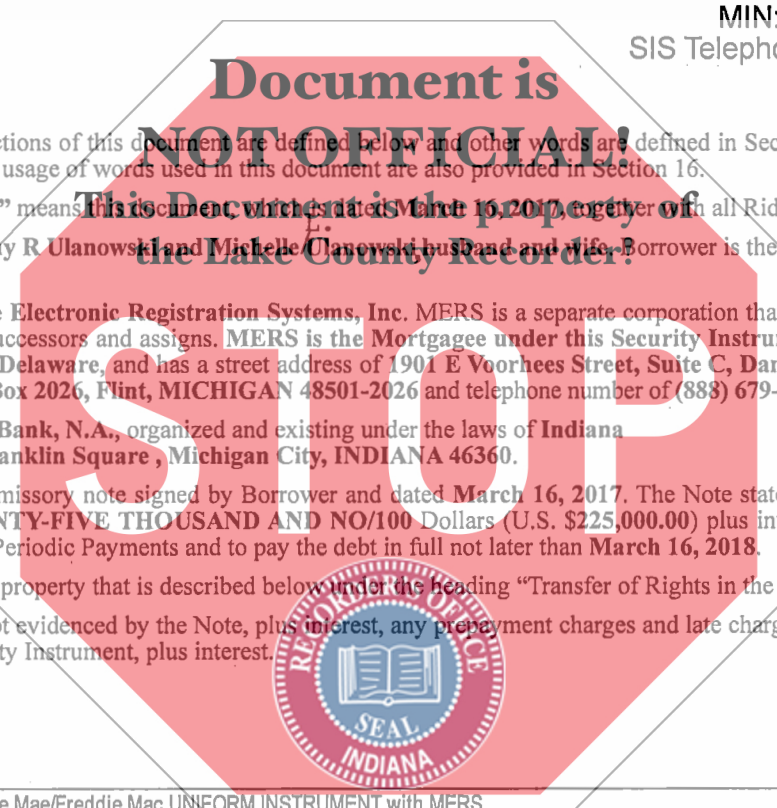 MIN:
SIS Telepho
Document is
NOT OFFICIAL!
This Document is the property of
the Lake County Recorder!
ctions of this document are defined below and other words are defined in Sec
usage of words used in this document are also provided in Section 16.
” means this document, which is dated March 16, 2017, together with all Rid
y R Ulanowski and Michelle E. Ulanowski, husband and wife. Borrower is the
e Electronic Registration Systems, Inc. MERS is a separate corporation tha
uccessors and assigns. MERS is the Mortgagee under this Security Instrum
Delaware, and has a street address of 1901 E Voorhees Street, Suite C, Dan
Box 2026, Flint, MICHIGAN 48501-2026 and telephone number of (888) 679-
Bank, N.A., organized and existing under the laws of Indiana
anklin Square , Michigan City, INDIANA 46360.
missory note signed by Borrower and dated March 16, 2017. The Note state
NTY-FIVE THOUSAND AND NO/100 Dollars (U.S. $225,000.00) plus in
Periodic Payments and to pay the debt in full not later than March 16, 2018.
property that is described below under the heading “Transfer of Rights in the
ot evidenced by the Note, plus interest, any prepayment charges and late charg
ty Instrument, plus interest.
STOP
RECORDER'S OFFICE
SEAL
INDIANA
e Mae/Freddie Mac UNIFORM INSTRUMENT with MERS